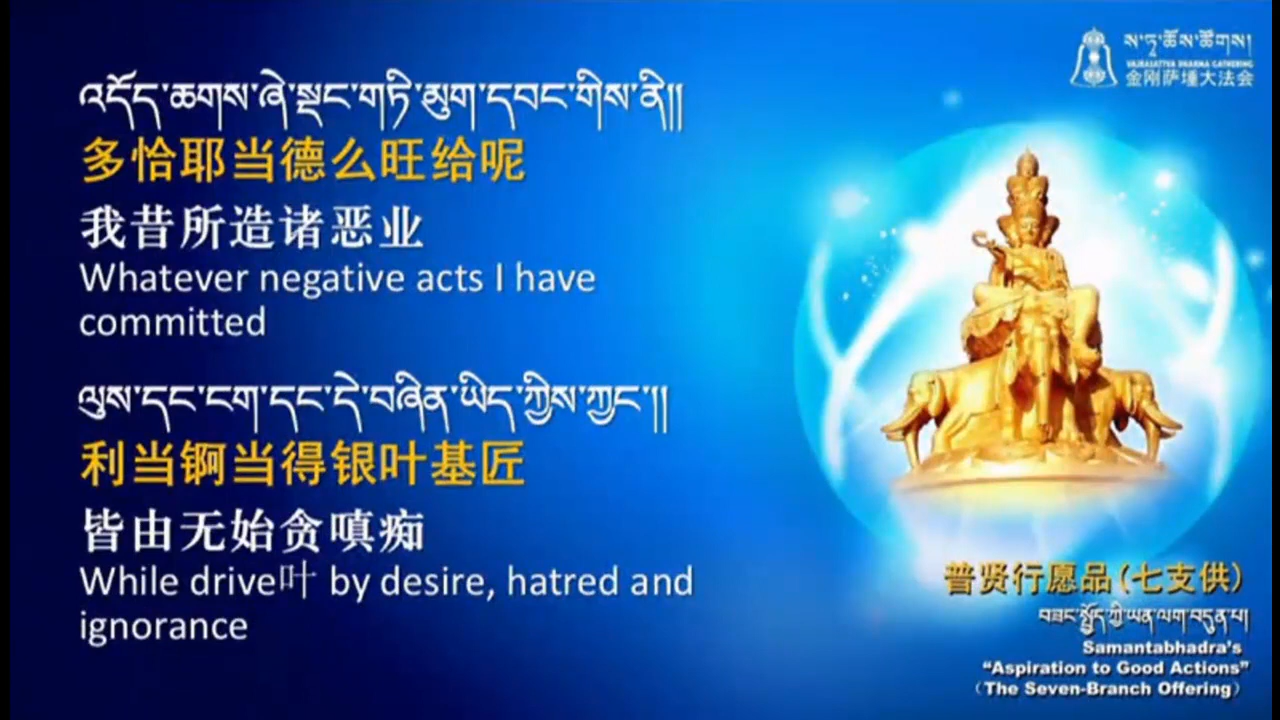 ས་ཏྭ་ཆོས་ཚོགས།
VAJRASATTVA DHARMA GATHERING
金刚萨埵大法会
འདོད་ཆགས་ཞེ་སྡང་གཏི་མུག་དབང་གིས་ནི།།
多恰耶当德么旺给呢
我昔所造诸恶业
Whatever negative acts I have
committed
ལུས་དང་ངག་དང་དེ་བཞིན་ཡིད་ཀྱིས་ཀྱང་།།
利当锕当得银叶基匠
皆由无始贪嗔痴
While drive叶 by desire, hatred and
ignorance
普贤行愿品（七支供）
བཟང་སྤྱོད་ཀྱི་ཡན་ལག་བདུན་པ།
Samantabhadra's
“Aspiration to Good Actions”
（The Seven-Branch Offering）